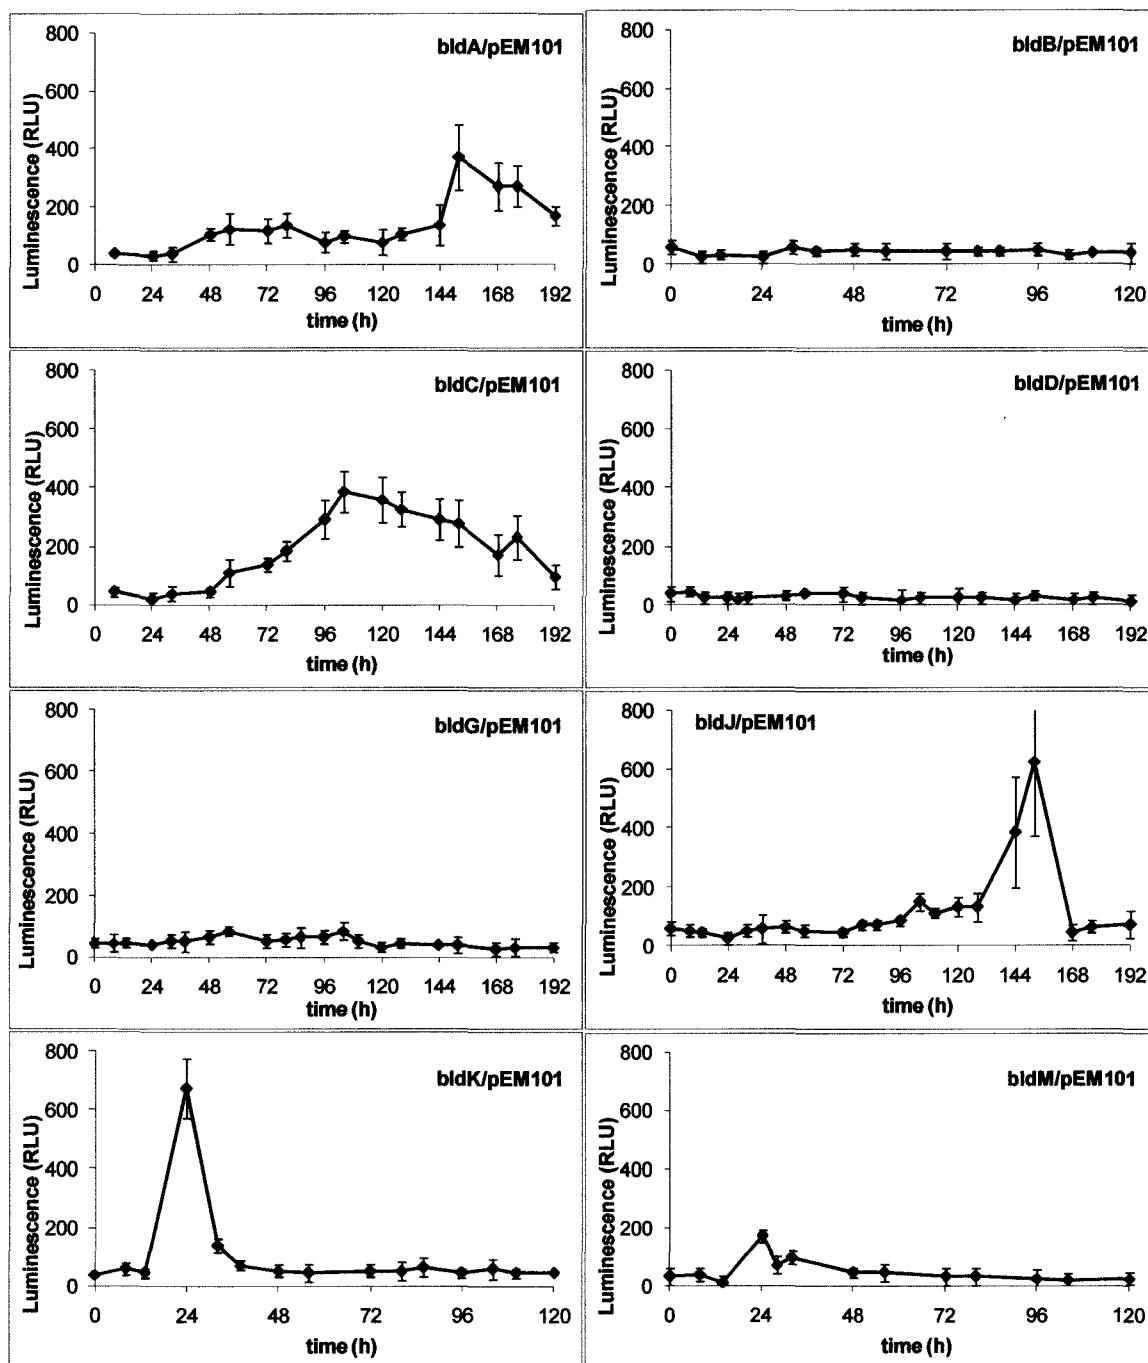 bldA/pEM101
Luminescence (RLU)
800
600
400
200
0
0 24 48 72 96 120 144 168 192
time (h)
bldB/pEM101
Luminescence (RLU)
800
600
400
200
0
0 24 48 72 96 120
time (h)
bldC/pEM101
Luminescence (RLU)
800
600
400
200
0
0 24 48 72 96 120 144 168 192
time (h)
bldD/pEM101
Luminescence (RLU)
800
600
400
200
0
0 24 48 72 96 120 144 168 192
time (h)
bldG/pEM101
Luminescence (RLU)
800
600
400
200
0
0 24 48 72 96 120 144 168 192
time (h)
bldJ/pEM101
Luminescence (RLU)
800
600
400
200
0
0 24 48 72 96 120 144 168 192
time (h)
bldK/pEM101
Luminescence (RLU)
800
600
400
200
0
0 24 48 72 96 120
time (h)
bldM/pEM101
Luminescence (RLU)
800
600
400
200
0
0 24 48 72 96 120
time (h)